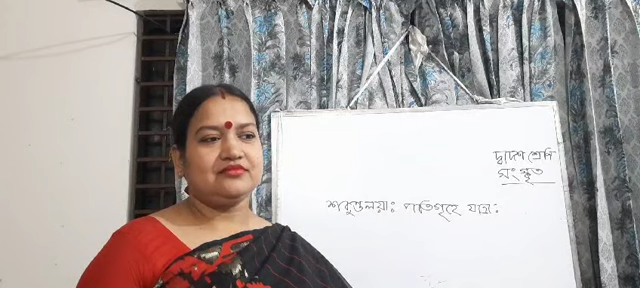 দ্বাদশ শ্রেণি
সংস্কৃত
শকুন্তলায়াঃ পতিগৃহে যাত্রা: